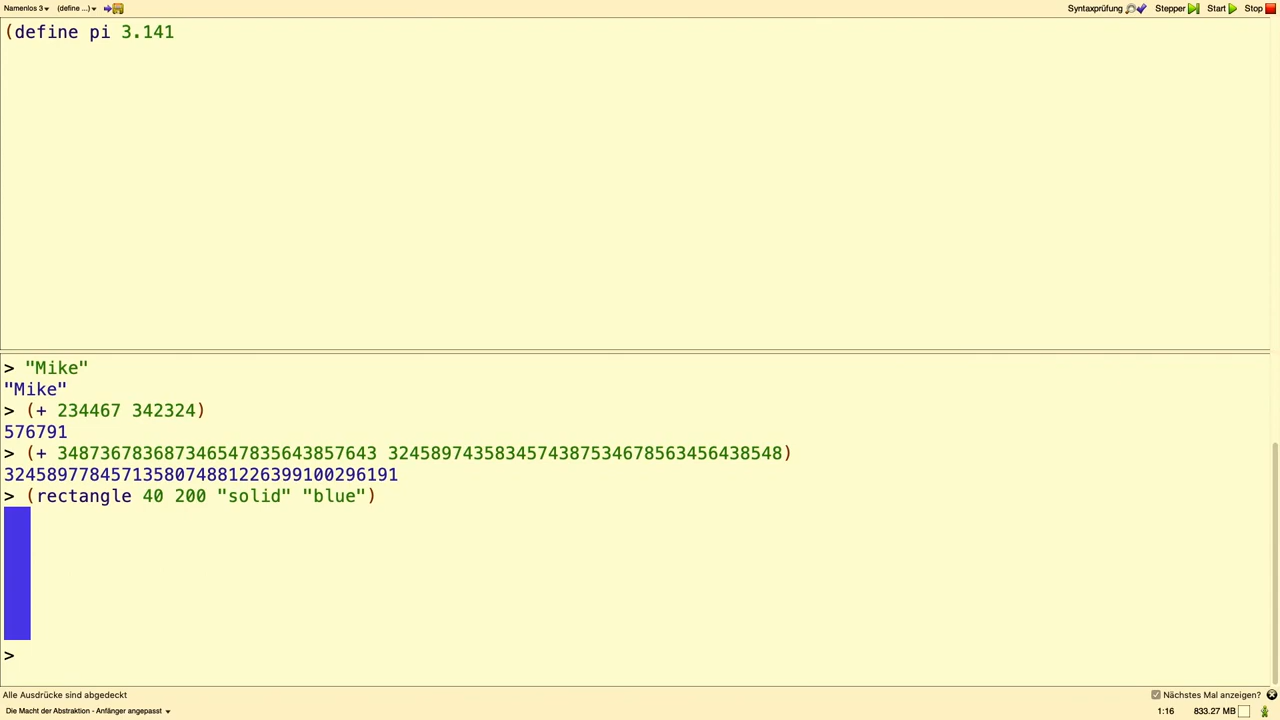 Namenlos 3 (define ...) Syntaxprüfung Stepper Start Stop
(define pi 3.141
> "Mike"
"Mike"
> (+ 234467 342324)
576791
> (+ 348736783687346547835643857643 3245897435834574387534678563456438548)
3245897784571358074881226399100296191
> (rectangle 40 200 "solid" "blue")
>
Alle Ausdrücke sind abgedeckt Nächstes Mal anzeigen?
Die Macht der Abstraktion - Anfänger angepasst 1:16 833.27 MB